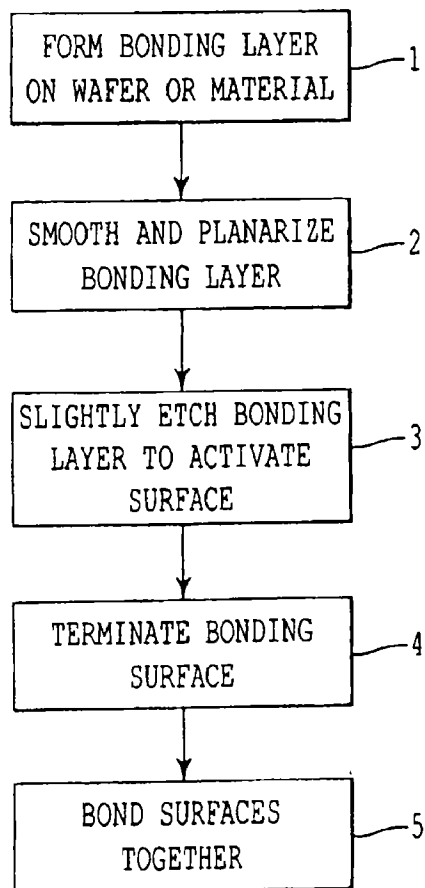 FORM BONDING LAYER
ON WAFER OR MATERIAL
1
SMOOTH AND PLANARIZE
BONDING LAYER
2
SLIGHTLY ETCH BONDING
LAYER TO ACTIVATE
SURFACE
3
TERMINATE BONDING
SURFACE
4
BOND SURFACES
TOGETHER
5